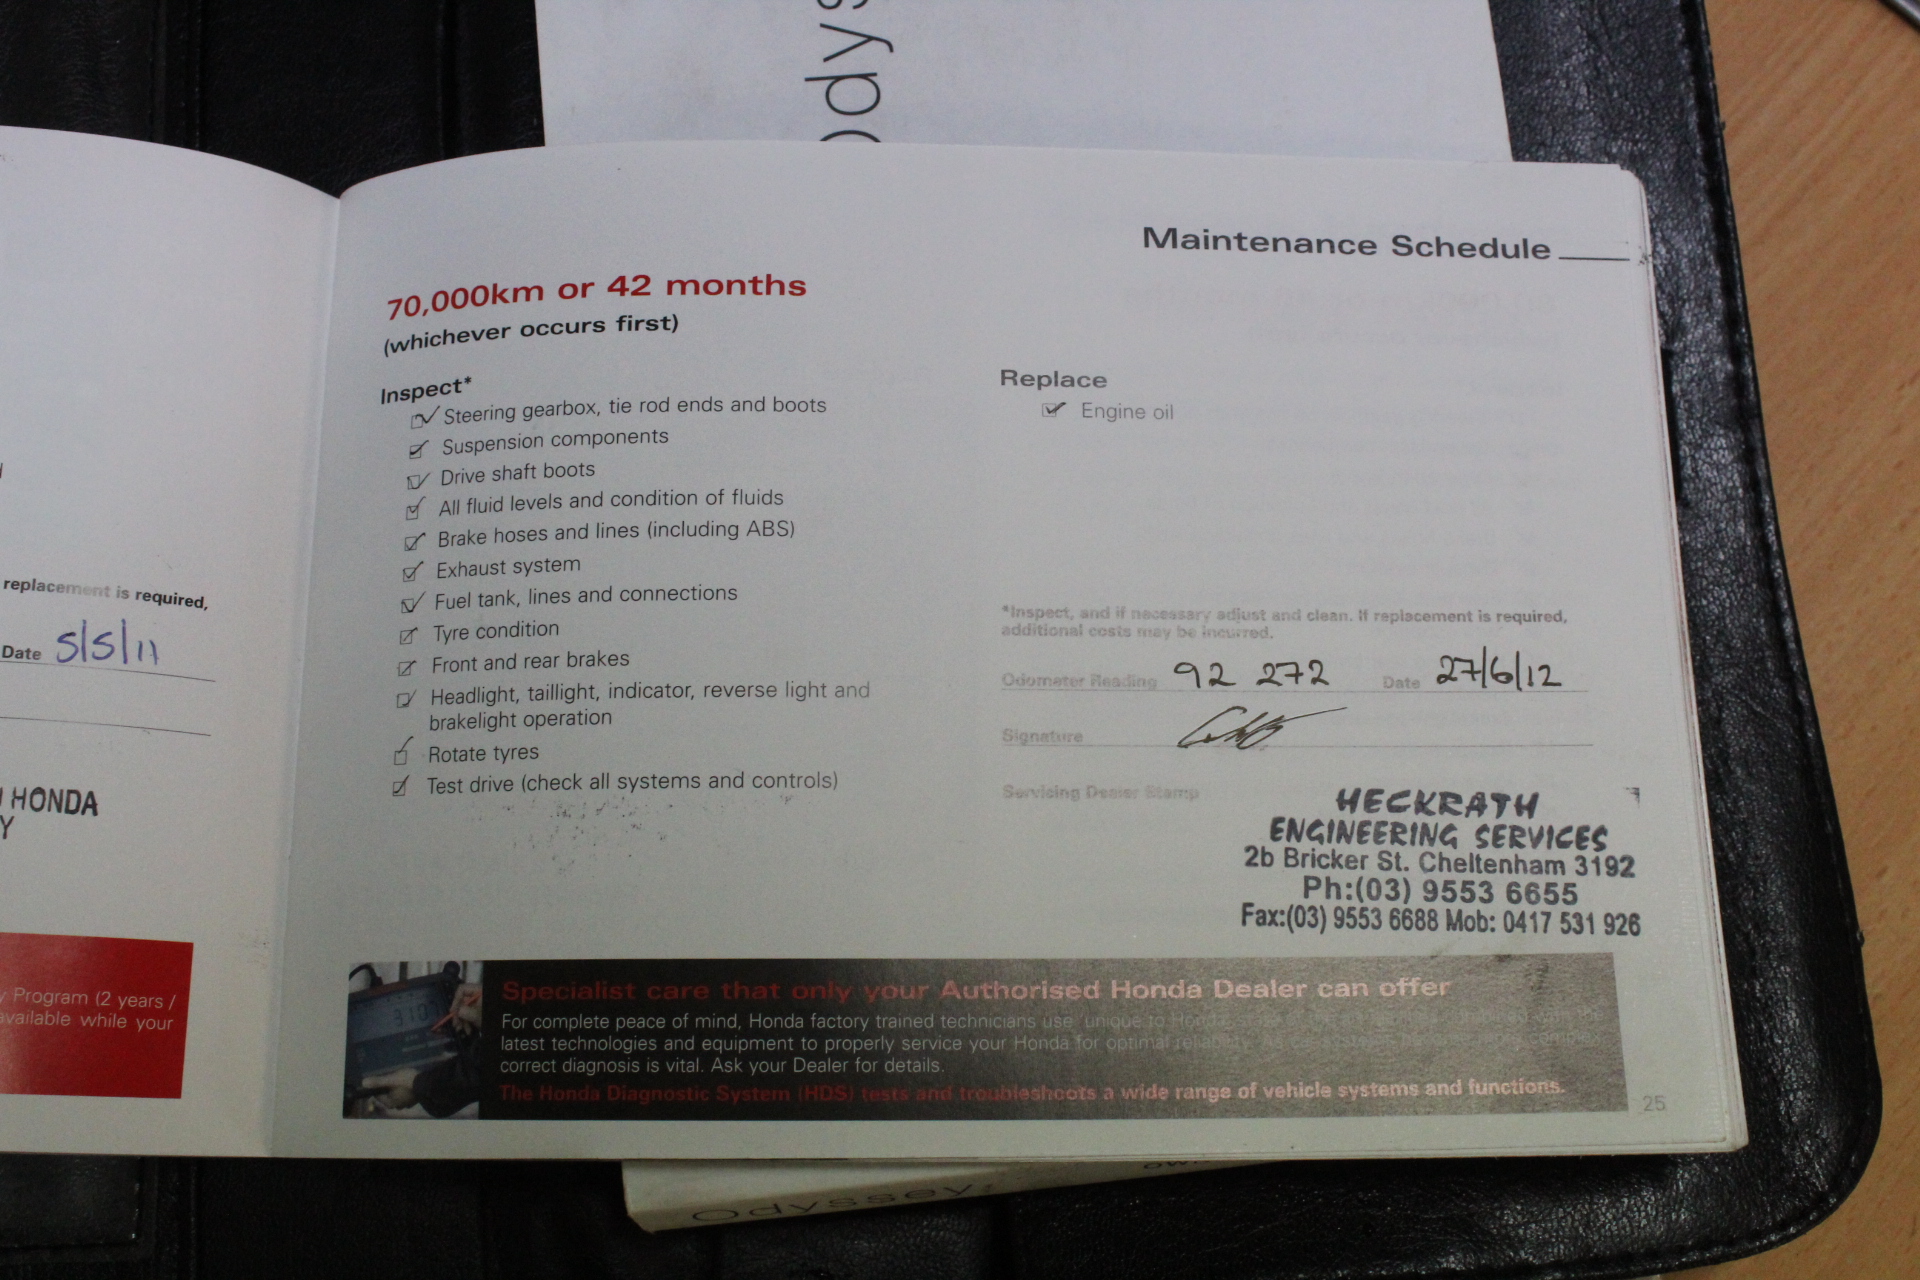 Odys
replacement is required,
Date 5/5/11
HONDA
Y
Program (2 years /
available while your
Maintenance Schedule
70,000km or 42 months
(whichever occurs first)
Inspect*
Steering gearbox, tie rod ends and boots
Suspension components
Drive shaft boots
All fluid levels and condition of fluids
Brake hoses and lines (including ABS)
Exhaust system
Fuel tank, lines and connections
Tyre condition
Front and rear brakes
Headlight, taillight, indicator, reverse light and
brakelight operation
Rotate tyres
Test drive (check all systems and controls)
Replace
Engine oil
*Inspect, and if necessary adjust and clean. If replacement is required,
additional costs may be incurred.
Odometer Reading 92 272 Date 27/6/12
Signature
Servicing Dealer Stamp
HECKRATH
ENGINEERING SERVICES
2b Bricker St. Cheltenham 3192
Ph:(03) 9553 6655
Fax:(03) 9553 6688 Mob: 0417 531 926
Specialist care that only your Authorised Honda Dealer can offer
For complete peace of mind, Honda factory trained technicians use unique to Honda
latest technologies and equipment to properly service your Honda for optimal reliability. As car systems
correct diagnosis is vital. Ask your Dealer for details.
The Honda Diagnostic System (HDS) tests and troubleshoots a wide range of vehicle systems and functions.
25
Odyssey